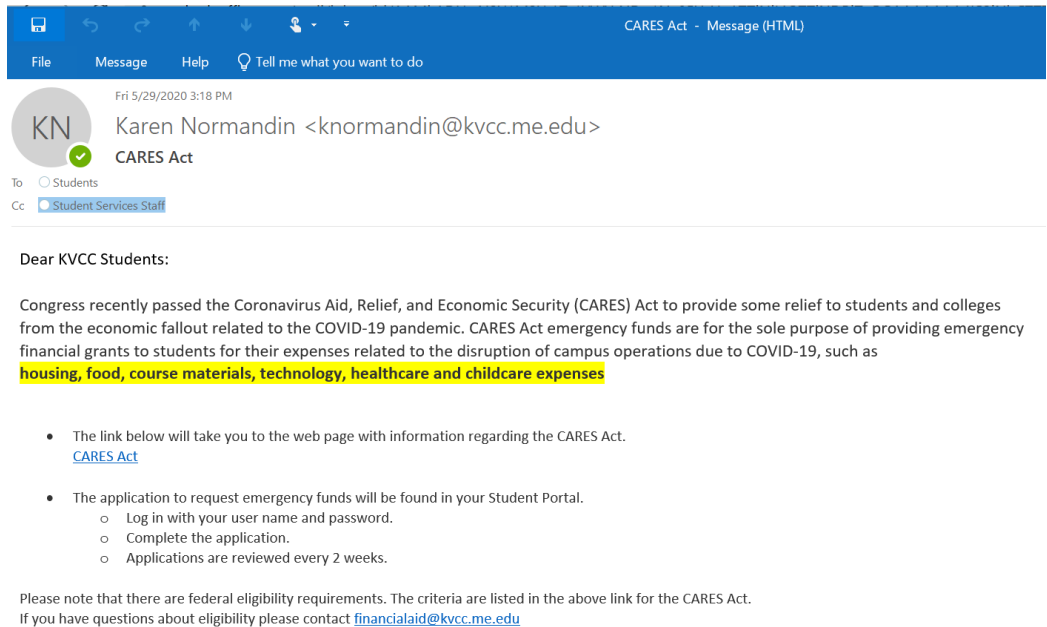 CARES Act - Message (HTML)
File Message Help Tell me what you want to do
Fri 5/29/2020 3:18 PM
KN
Karen Normandin <knormandin@kvcc.me.edu>
CARES Act
To Students
Cc Student Services Staff
Dear KVCC Students:
Congress recently passed the Coronavirus Aid, Relief, and Economic Security (CARES) Act to provide some relief to students and colleges
from the economic fallout related to the COVID-19 pandemic. CARES Act emergency funds are for the sole purpose of providing emergency
financial grants to students for their expenses related to the disruption of campus operations due to COVID-19, such as
housing, food, course materials, technology, healthcare and childcare expenses
• The link below will take you to the web page with information regarding the CARES Act.
CARES Act
• The application to request emergency funds will be found in your Student Portal.
o Log in with your user name and password.
o Complete the application.
o Applications are reviewed every 2 weeks.
Please note that there are federal eligibility requirements. The criteria are listed in the above link for the CARES Act.
If you have questions about eligibility please contact financialaid@kvcc.me.edu